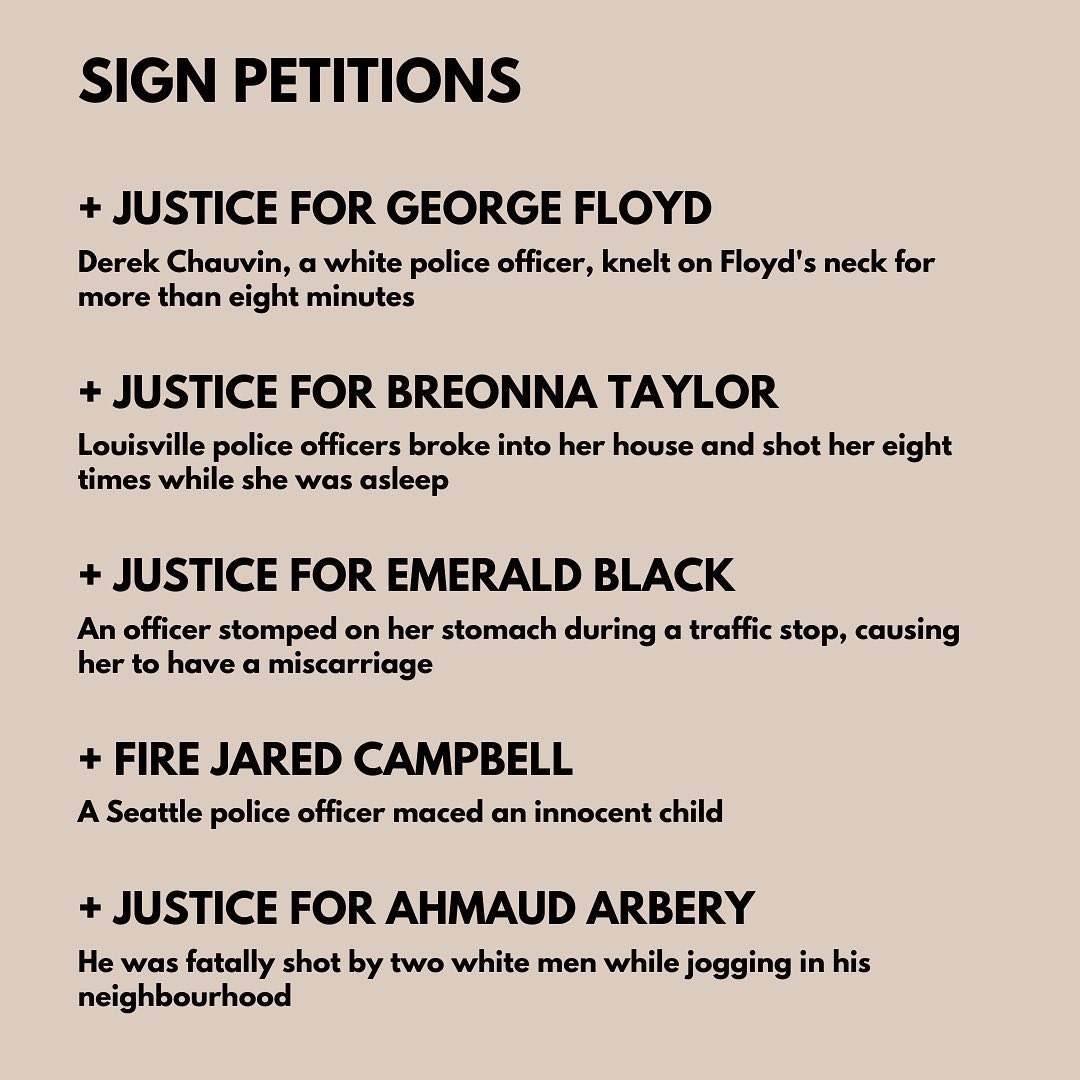 SIGN PETITIONS
+ JUSTICE FOR GEORGE FLOYD
Derek Chauvin, a white police officer, knelt on Floyd's neck for
more than eight minutes
+ JUSTICE FOR BREONNA TAYLOR
Louisville police officers broke into her house and shot her eight
times while she was asleep
+ JUSTICE FOR EMERALD BLACK
An officer stomped on her stomach during a traffic stop, causing
her to have a miscarriage
+ FIRE JARED CAMPBELL
A Seattle police officer maced an innocent child
+ JUSTICE FOR AHMAUD ARBERY
He was fatally shot by two white men while jogging in his
neighbourhood